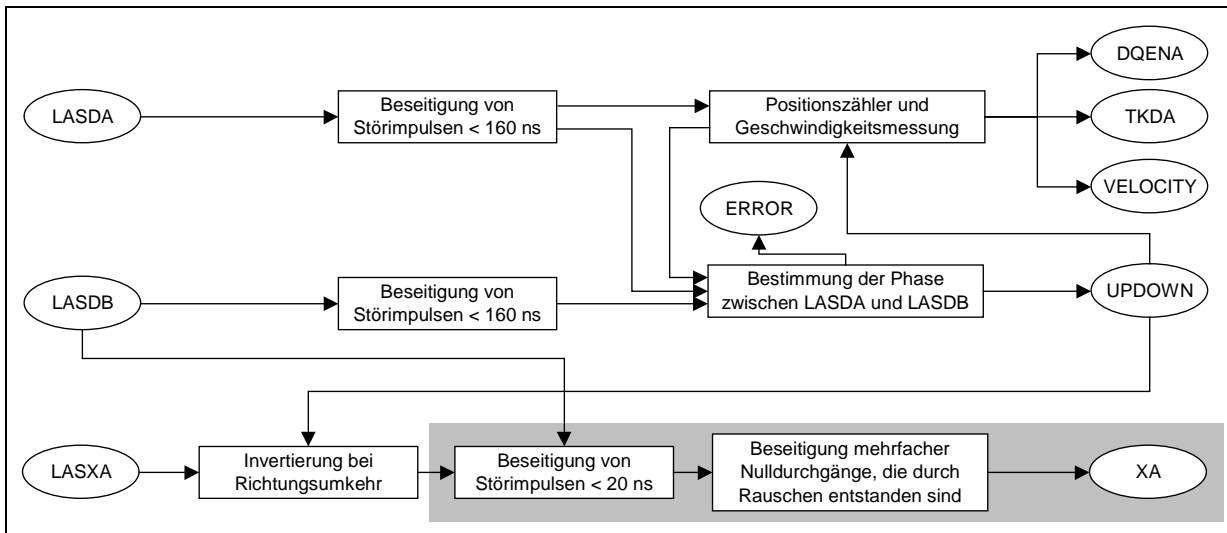 DQENA
LASDA
Beseitigung von
Störimpulsen < 160 ns
Positionszähler und
Geschwindigkeitsmessung
TKDA
VELOCITY
ERROR
LASDB
Beseitigung von
Störimpulsen < 160 ns
Bestimmung der Phase
zwischen LASDA und LASDB
UPDOWN
LASXA
Invertierung bei
Richtungsumkehr
Beseitigung von
Störimpulsen < 20 ns
Beseitigung mehrfacher
Nulldurchgänge, die durch
Rauschen entstanden sind
XA